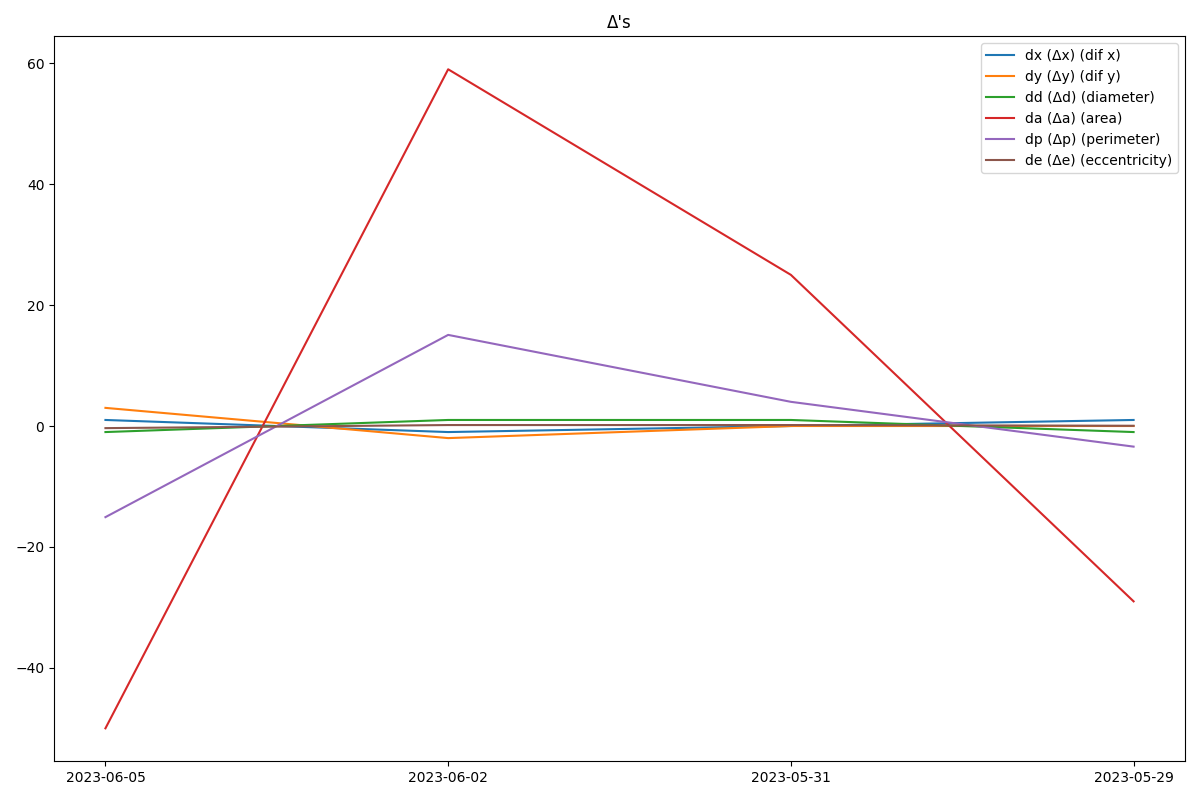 Δ's
dx (Δx) (dif x)
dy (Δy) (dif y)
dd (Δd) (diameter)
da (Δa) (area)
dp (Δp) (perimeter)
de (Δe) (eccentricity)
60
40
20
0
−20
−40
2023-06-05 2023-06-02 2023-05-31 2023-05-29